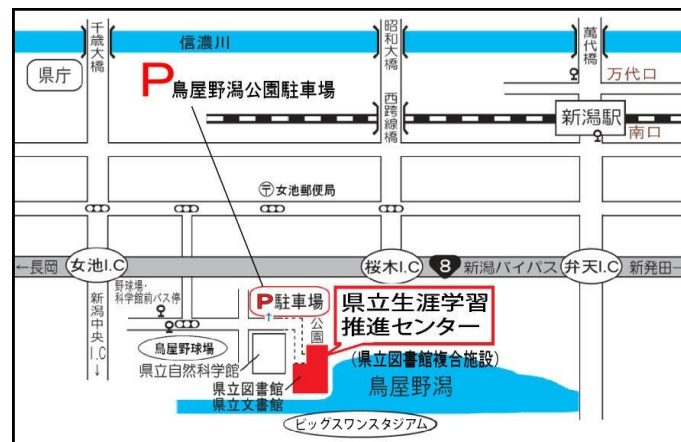 千歳大橋
信濃川
昭和大橋
萬代橋
県庁
P鳥屋野潟公園駐車場
万代口
西跨線橋
新潟駅
南口
〒女池郵便局
←長岡
女池I.C
桜木I.C
8
新潟バイパス
弁天I.C
新発田→
新潟中央I.C→
野球場・
科学館前バス停
P駐車場
公園
県立生涯学習
推進センター
鳥屋野球場
県立自然科学館
(県立図書館複合施設)
県立図書館
県立文書館
鳥屋野潟
ビッグスワンスタジアム